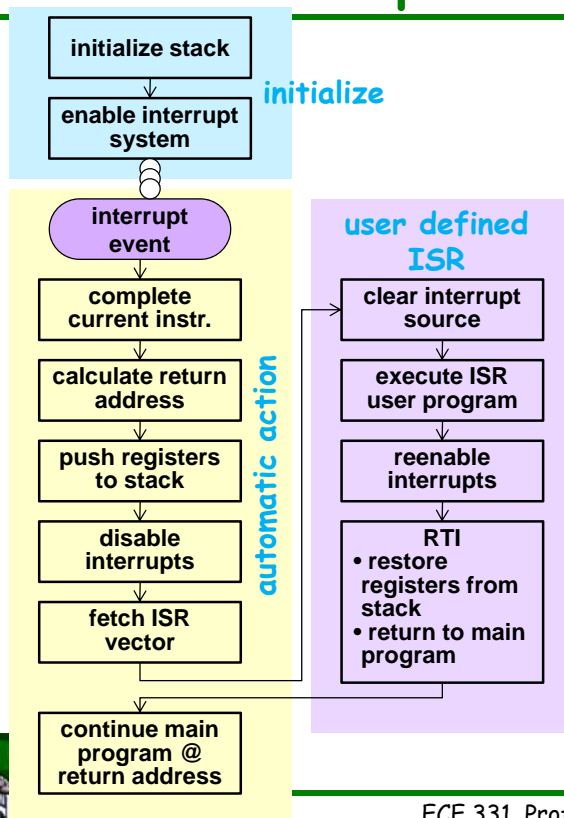 initialize stack
enable interrupt
system
initialize
interrupt
event
complete
current instr.
calculate return
address
push registers
to stack
disable
interrupts
fetch ISR
vector
automatic action
continue main
program @
return address
user defined
ISR
clear interrupt
source
execute ISR
user program
reenable
interrupts
RTI
• restore
registers from
stack
• return to main
program
ECE 331, Prof